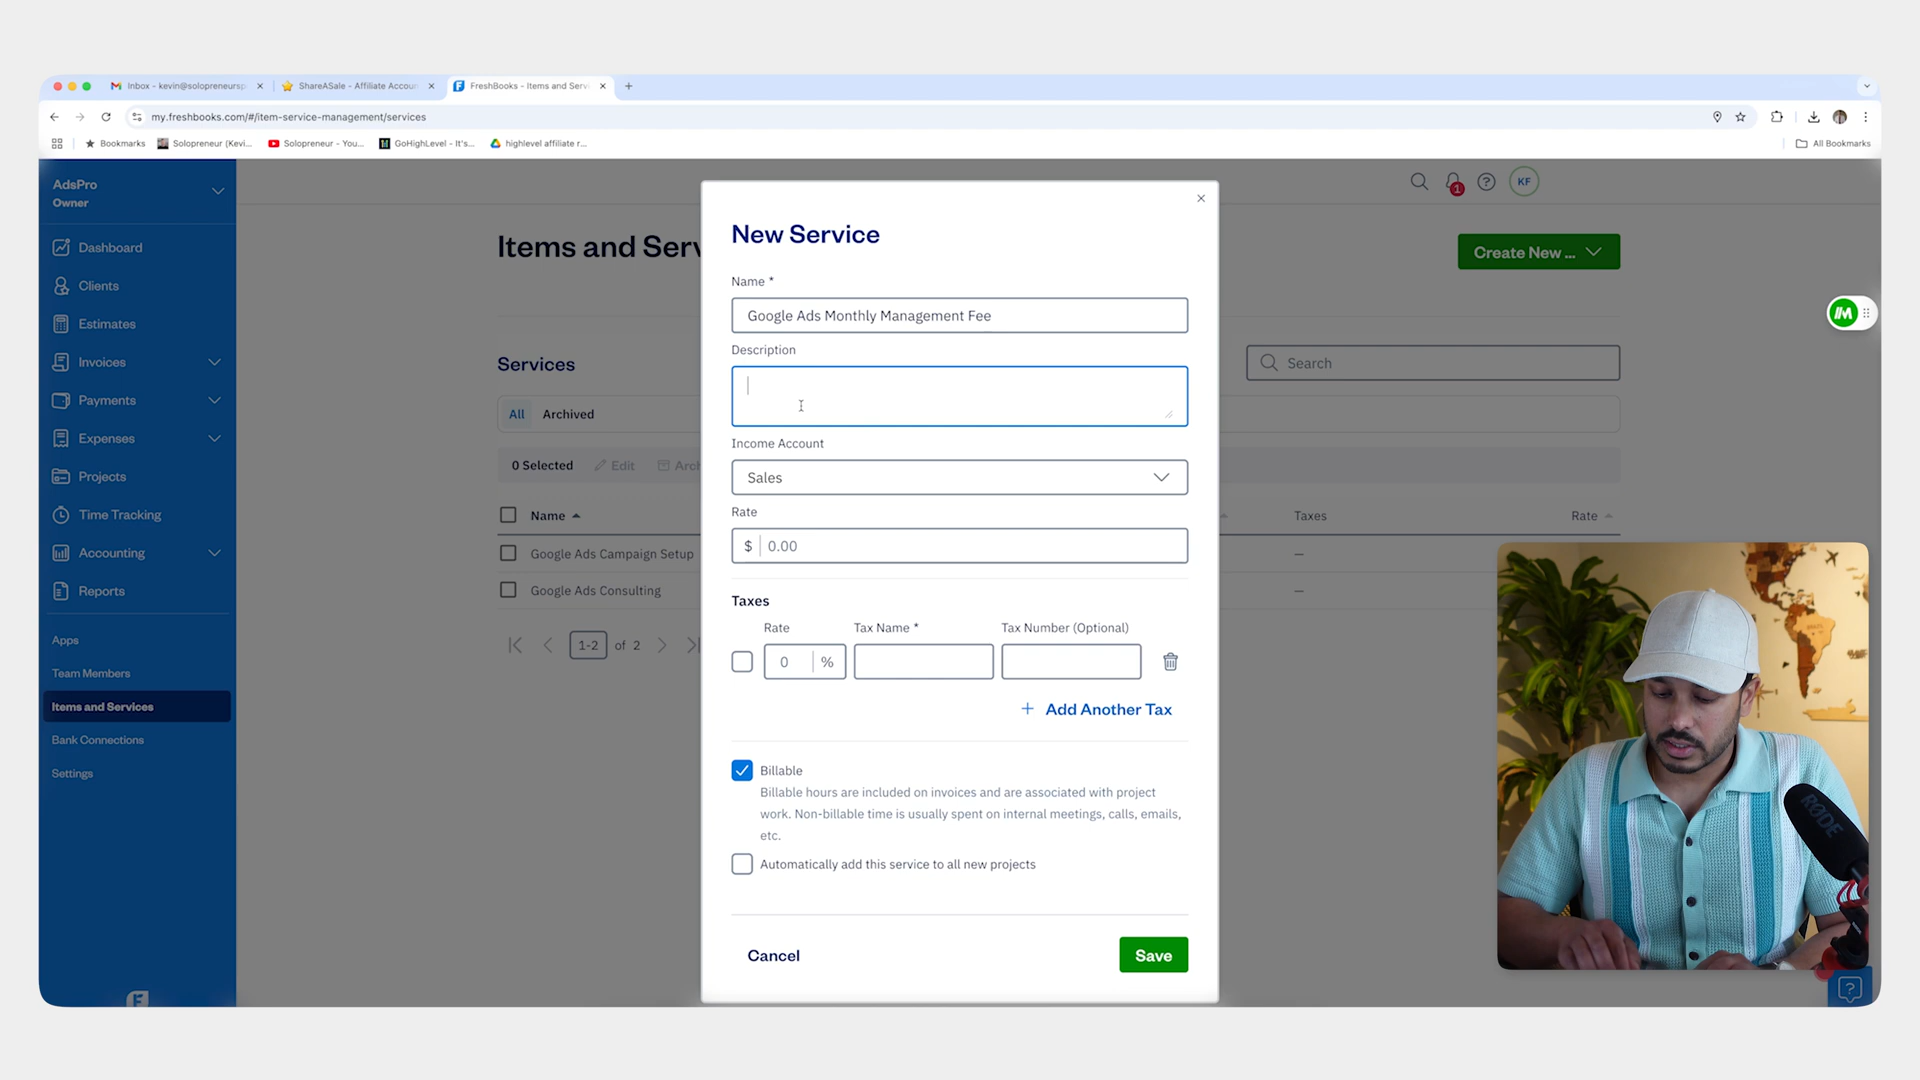 Inbox - kevin@solopreneursp
ShareASale - Affiliate Accoun
FreshBooks - Items and Serv
my.freshbooks.com/#/item-service-management/services
Bookmarks
Solopreneur (Kevi...
Solopreneur - You...
GoHighLevel - It's...
highlevel affiliate r...
All Bookmarks
AdsPro
Owner
Dashboard
Clients
Estimates
Invoices
Payments
Expenses
Projects
Time Tracking
Accounting
Reports
Apps
Team Members
Items and Services
Bank Connections
Settings
1
KF
Items and Serv
Create New ...
Services
Search
All
Archived
0 Selected
Edit
Arch
Name
Taxes
Rate
Google Ads Campaign Setup
—
Google Ads Consulting
—
1-2 of 2
New Service
Name *
Google Ads Monthly Management Fee
Description
Income Account
Sales
Rate
$ 0.00
Taxes
Rate
Tax Name *
Tax Number (Optional)
0 %
+ Add Another Tax
Billable
Billable hours are included on invoices and are associated with project
work. Non-billable time is usually spent on internal meetings, calls, emails,
etc.
Automatically add this service to all new projects
Cancel
Save
RØDE
BRAZIL